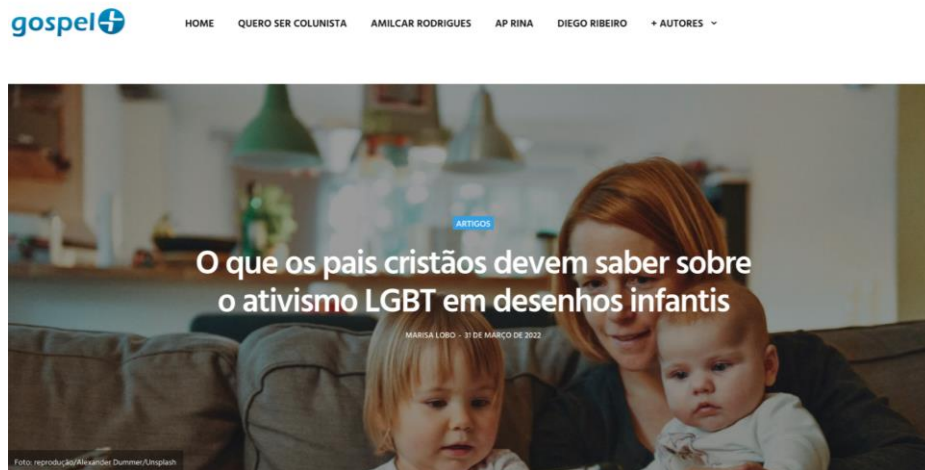 gospel+
HOME QUERO SER COLUNISTA AMILCAR RODRIGUES AP RINA DIEGO RIBEIRO + AUTORES
ARTIGOS
O que os pais cristãos devem saber sobre
o ativismo LGBT em desenhos infantis
MARISA LOBO - 31 DE MARÇO DE 2022
Foto: reprodução/Alexander Dummer/Unsplash